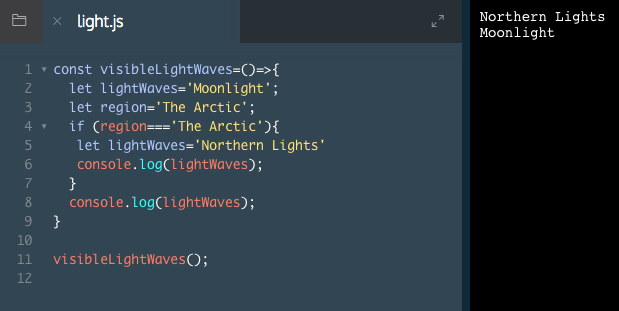 × light.js
1 ▾ const visibleLightWaves=()=>{
2   let lightWaves='Moonlight';
3   let region='The Arctic';
4 ▾   if (region==='The Arctic'){
5    let lightWaves='Northern Lights'
6    console.log(lightWaves);
7   }
8   console.log(lightWaves);
9 }
10
11 visibleLightWaves();
12
Northern Lights
Moonlight